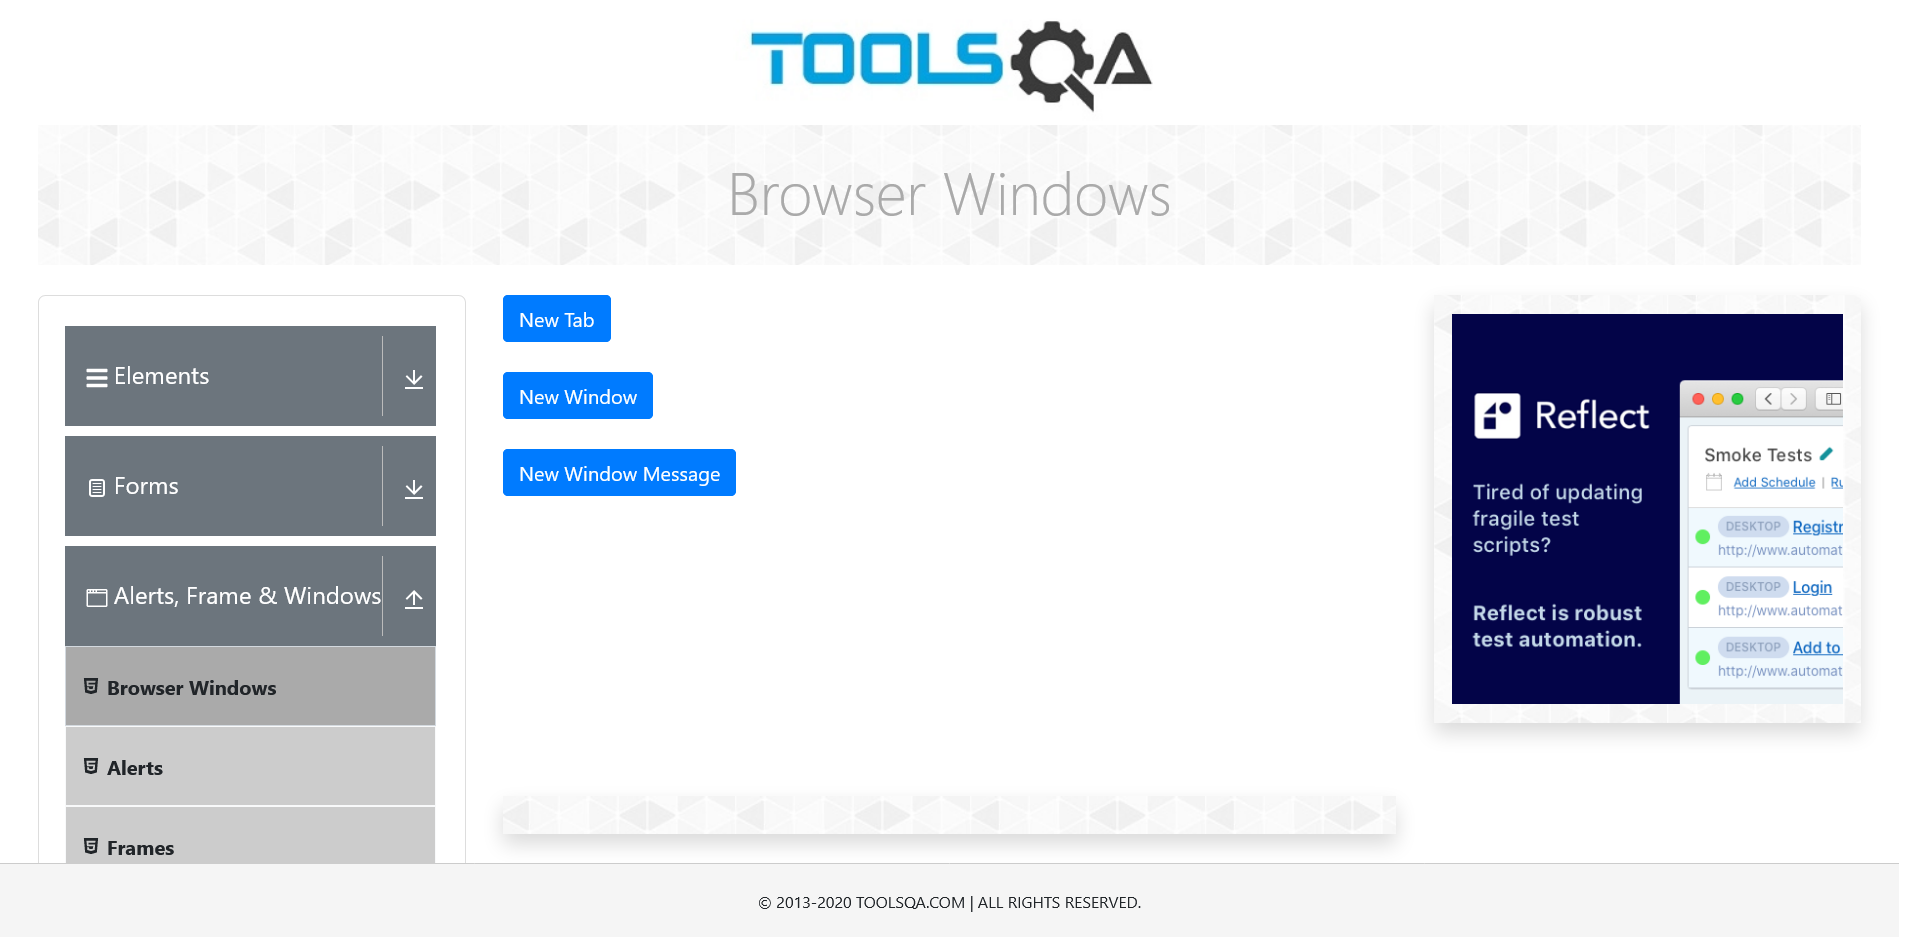 TOOLSQA
Browser Windows
Elements
Forms
Alerts, Frame & Windows
Browser Windows
Alerts
Frames
New Tab
New Window
New Window Message
Reflect
Tired of updating
fragile test
scripts?
Reflect is robust
test automation.
Smoke Tests
Add Schedule | Ru
DESKTOP Registr
http://www.automat
DESKTOP Login
http://www.automat
DESKTOP Add to
http://www.automat
© 2013-2020 TOOLSQA.COM | ALL RIGHTS RESERVED.